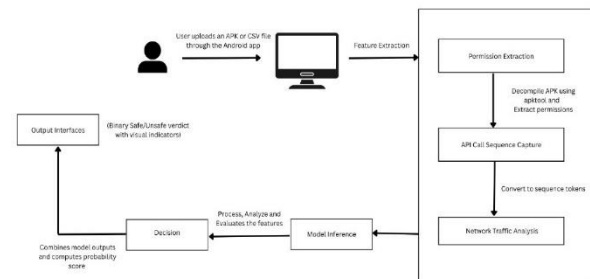 User uploads an APK or CSV file
through the Android app
Feature Extraction
Permission Extraction
Decompile APK using
apktool and
Extract permissions
API Call Sequence Capture
Convert to sequence tokens
Network Traffic Analysis
Model Inference
Process, Analyze and
Evaluates the features
Decision
Combines model outputs
and computes probability
score
Output Interfaces
(Binary Safe/Unsafe verdict
with visual indicators)